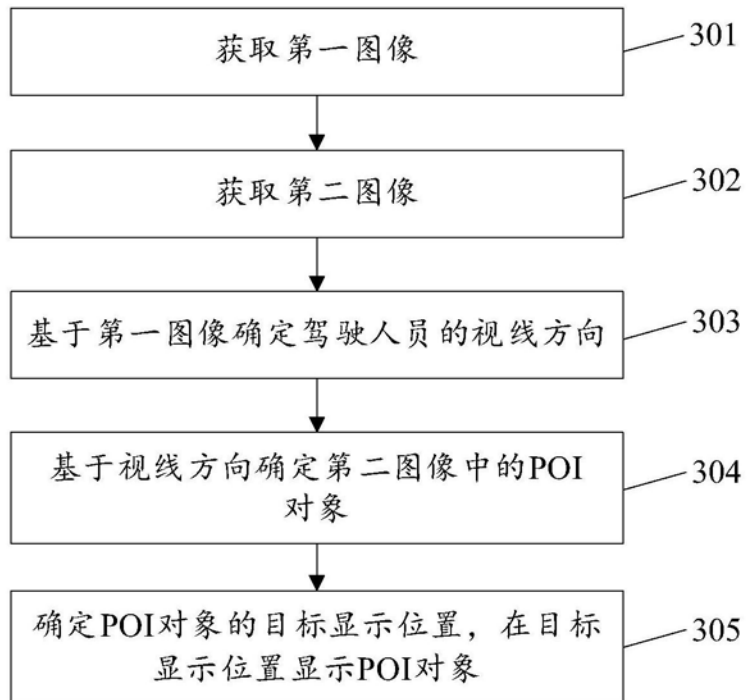 获取第一图像
301
获取第二图像
302
基于第一图像确定驾驶人员的视线方向
303
基于视线方向确定第二图像中的POI
对象
304
确定POI对象的目标显示位置，在目标
显示位置显示POI对象
305